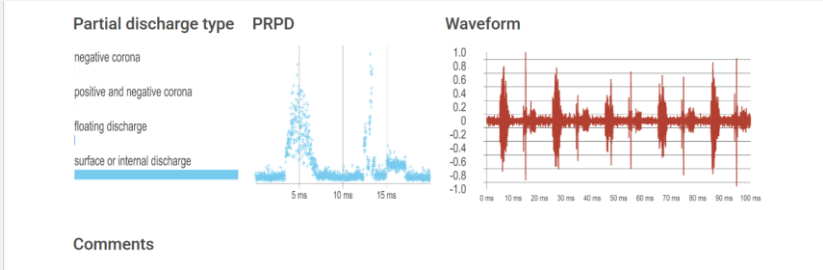 Partial discharge type PRPD Waveform
negative corona
positive and negative corona
floating discharge
surface or internal discharge
5 ms 10 ms 15 ms
1.0
0.8
0.6
0.4
0.2
0
-0.2
-0.4
-0.6
-0.8
-1.0
0 ms 10 ms 20 ms 30 ms 40 ms 50 ms 60 ms 70 ms 80 ms 90 ms 100 ms
Comments